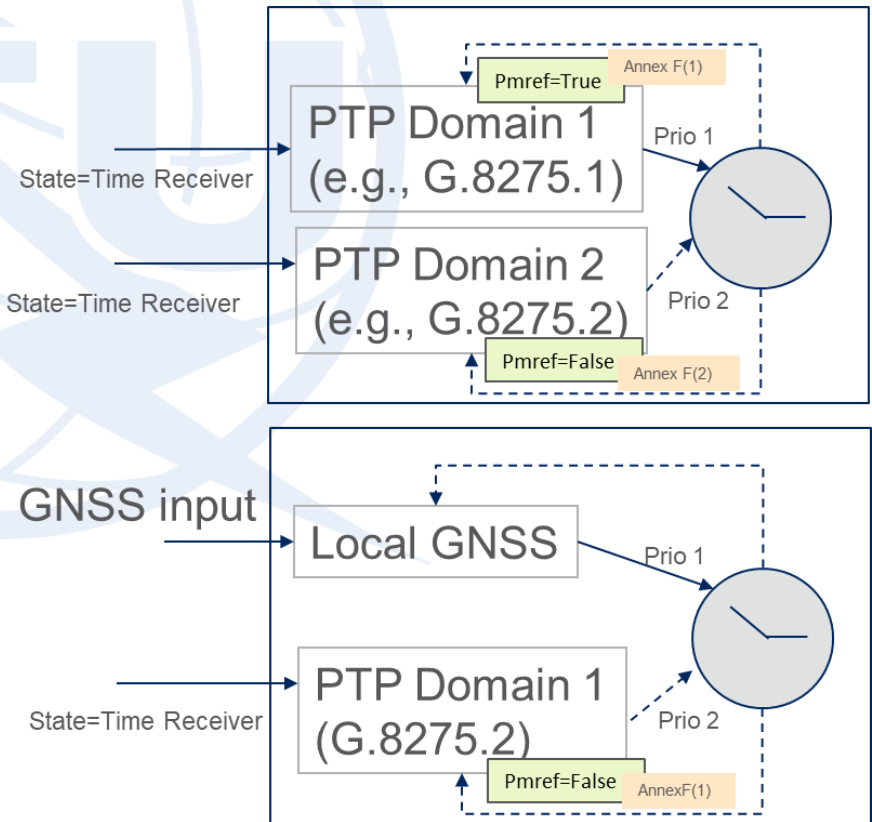 Annex F(1)
Pmref=True
PTP Domain 1
(e.g., G.8275.1)
Prio 1
State=Time Receiver
PTP Domain 2
(e.g., G.8275.2)
Prio 2
State=Time Receiver
Pmref=False
Annex F(2)
GNSS input
Local GNSS
Prio 1
PTP Domain 1
(G.8275.2)
Prio 2
State=Time Receiver
Pmref=False
AnnexF(1)